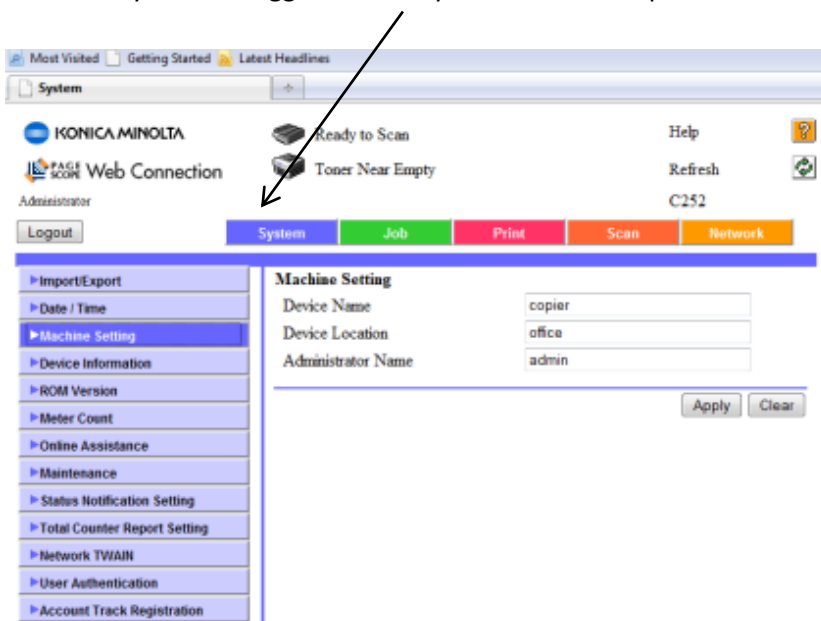 Most Visited Getting Started Latest Headlines
System
KONICA MINOLTA Ready to Scan Help
PAGE SCOPE Web Connection Toner Near Empty Refresh
Administrator C252
Logout System Job Print Scan Network
Import/Export
Date / Time
Machine Setting
Device Information
ROM Version
Meter Count
Online Assistance
Maintenance
Status Notification Setting
Total Counter Report Setting
Network TWAIN
User Authentication
Account Track Registration
Machine Setting
Device Name copier
Device Location office
Administrator Name admin
Apply Clear